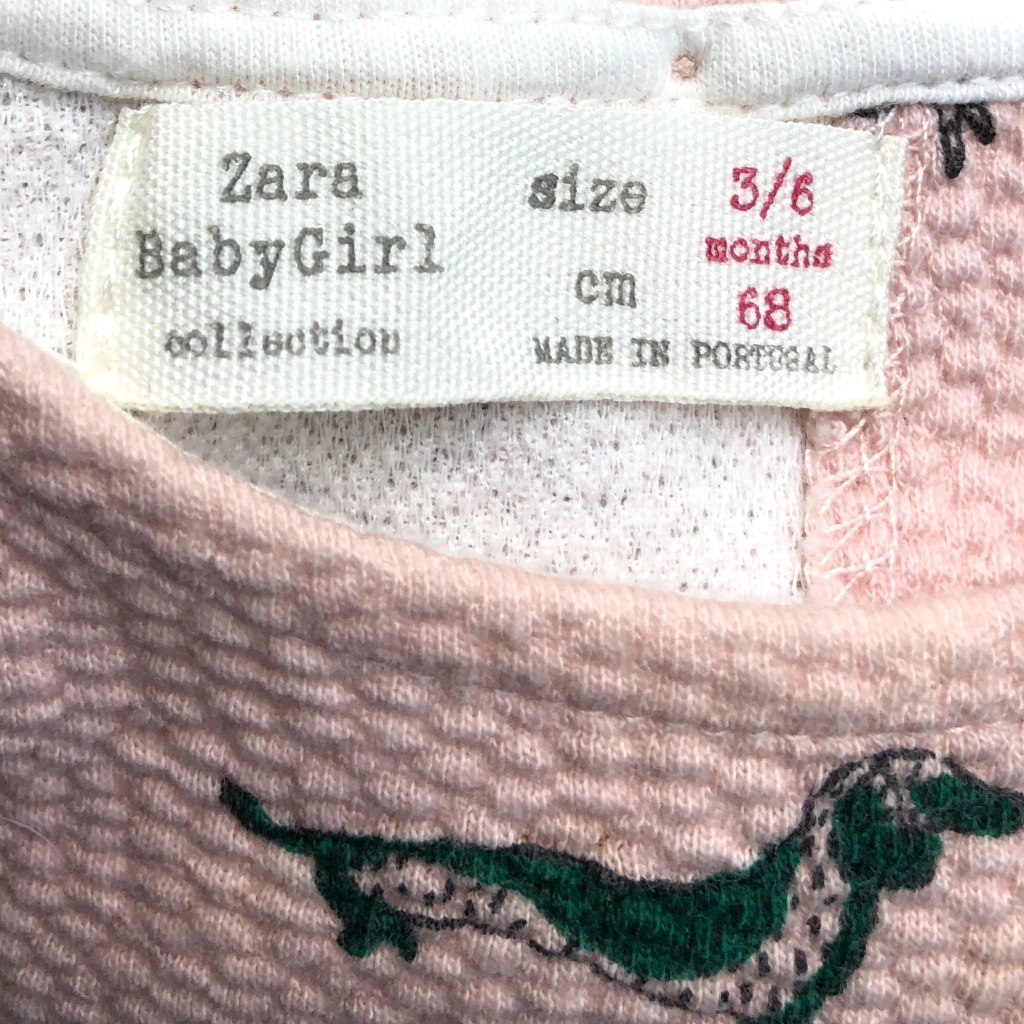 Zara
BabyGirl
collection
size 3/6
months
cm 68
MADE IN PORTUGAL